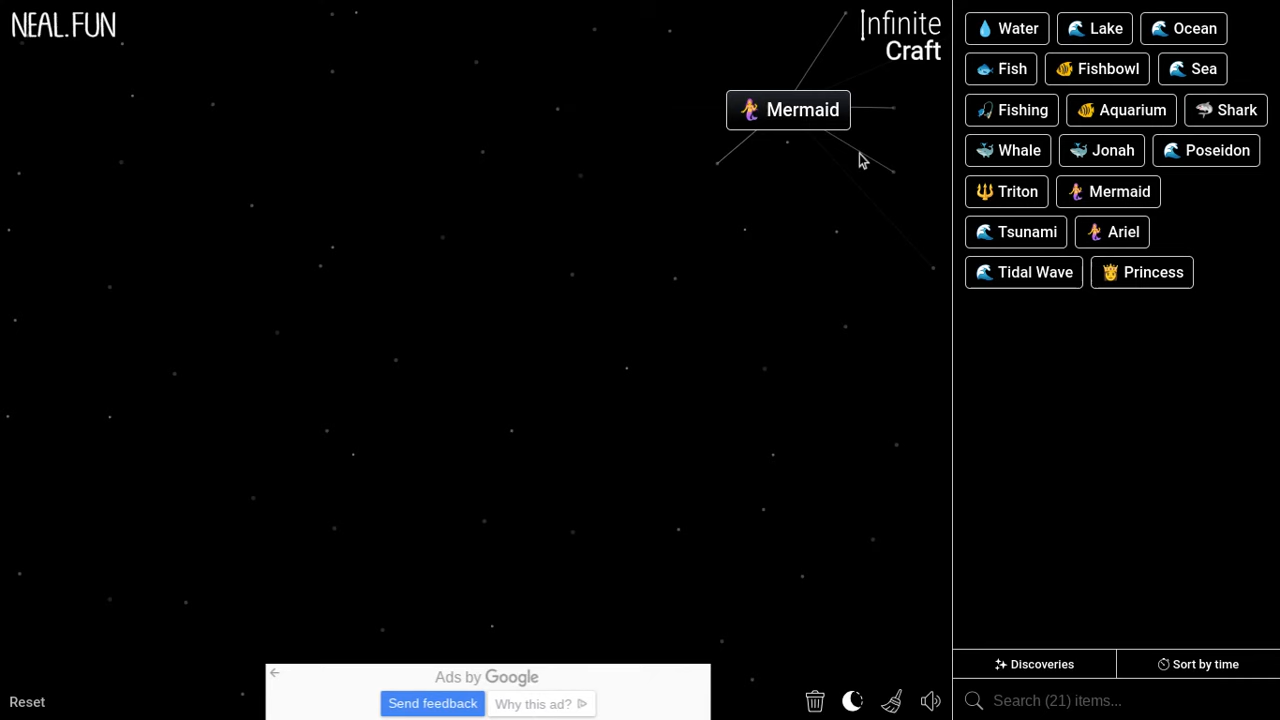 NEAL.FUN
Infinite
Craft
Mermaid
Water
Lake
Ocean
Fish
Fishbowl
Sea
Fishing
Aquarium
Shark
Whale
Jonah
Poseidon
Triton
Mermaid
Tsunami
Ariel
Tidal Wave
Princess
Discoveries
Sort by time
Search (21) items...
Ads by Google
Send feedback
Why this ad?
Reset